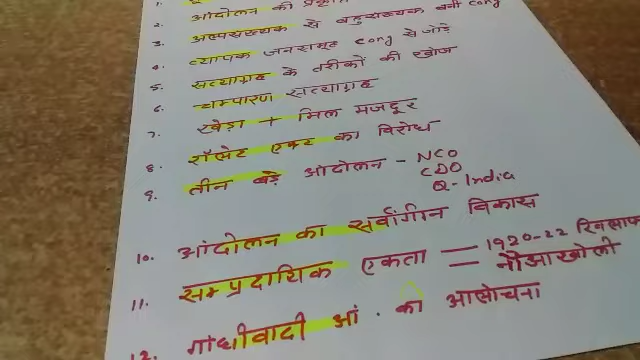 2. आंदोलन की
3. अल्पसंख्यक से बहुसंख्यक बनी cong
4. व्यापक जनसमूह cong से जोड़े
5. सत्याग्रह के तरीकों की खोज
6. चम्पारण सत्याग्रह
7. खेड़ा + मिल मजदूर
8. रॉलेट एक्ट का विरोध
9. तीन बड़े आंदोलन - NCO
CDO
Q-India
10. आंदोलन का सर्वागीन विकास
11. सम्प्रदायिक एकता — 1920-22 खिलाफ
= नौआखोली
12. गांधीवादी आं. की आलोचना